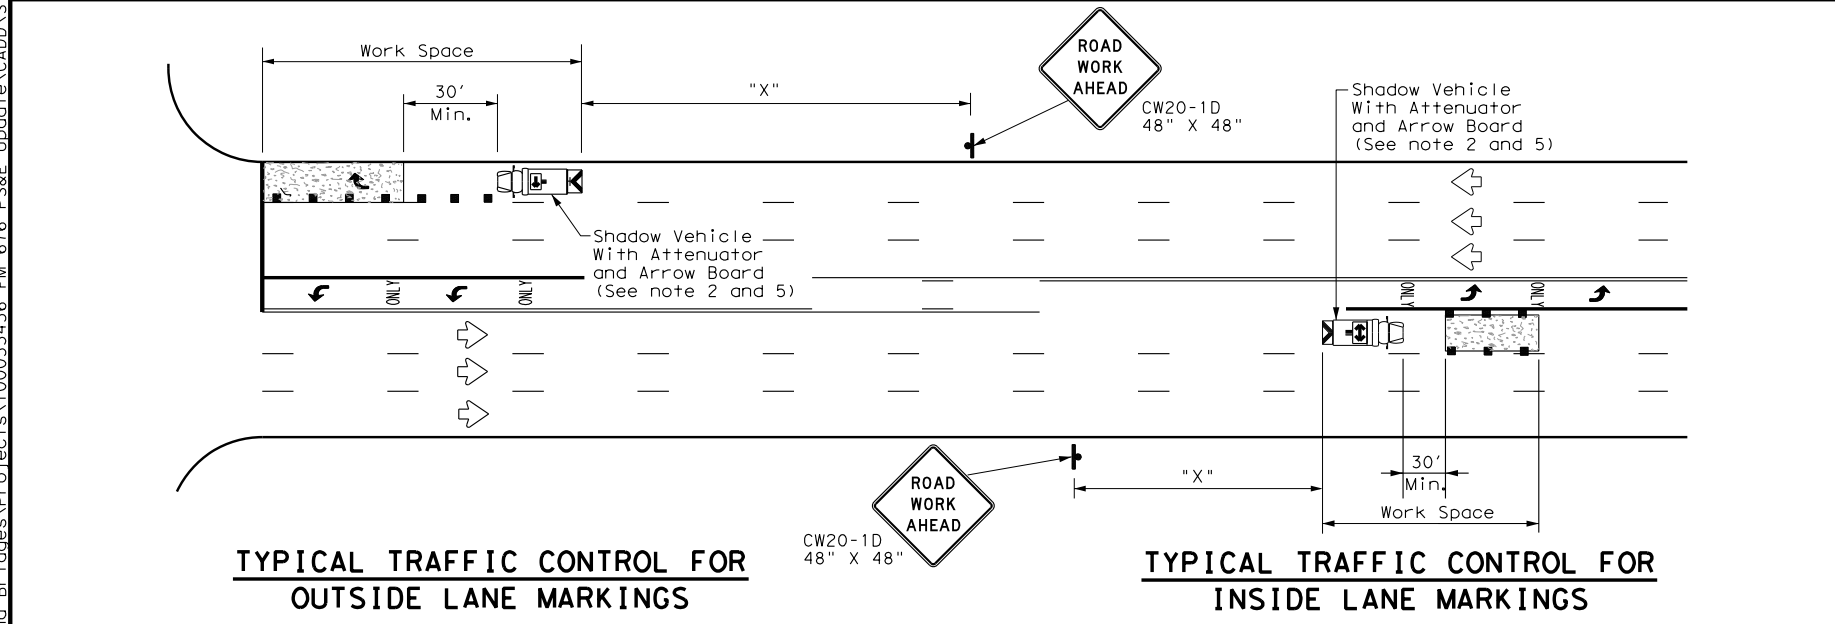 Work Space
30'
Min.
"X"
ROAD
WORK
AHEAD
CW20-1D
48" X 48"
Shadow Vehicle
With Attenuator
and Arrow Board
(See note 2 and 5)
Shadow Vehicle
With Attenuator
and Arrow Board
(See note 2 and 5)
ONLY
ONLY
ONLY
ONLY
ROAD
WORK
AHEAD
CW20-1D
48" X 48"
"X"
30'
Min.
Work Space
TYPICAL TRAFFIC CONTROL FOR
OUTSIDE LANE MARKINGS
TYPICAL TRAFFIC CONTROL FOR
INSIDE LANE MARKINGS